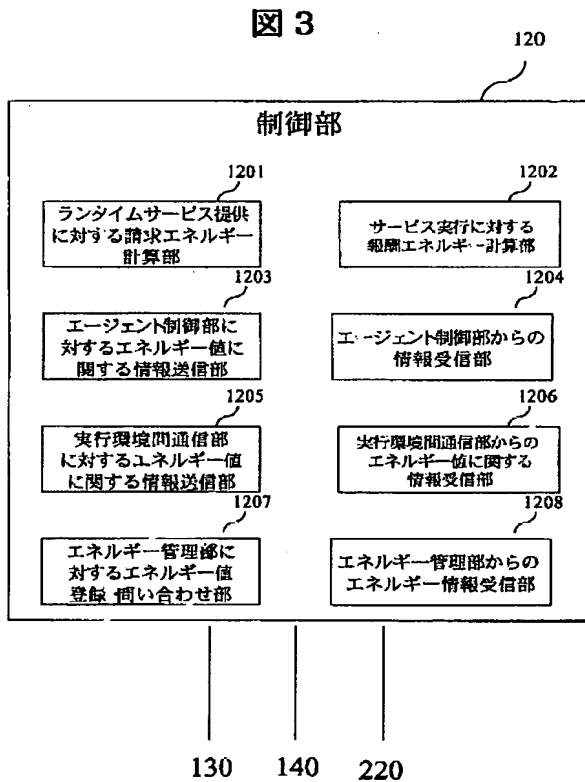 図3
120
制御部
1201
ランタイムサービス提供
に対する請求エネルギー
計算部
1202
サービス実行に対する
報酬エネルギー計算部
1203
エージェント制御部に
対するエネルギー値に
関する情報送信部
1204
エージェント制御部からの
情報受信部
1205
実行環境間通信部
に対するエネルギー値
に関する情報送信部
1206
実行環境間通信部からの
エネルギー値に関する
情報受信部
1207
エネルギー管理部に
対するエネルギー値
登録・問い合わせ部
1208
エネルギー管理部からの
エネルギー情報受信部
130 140 220